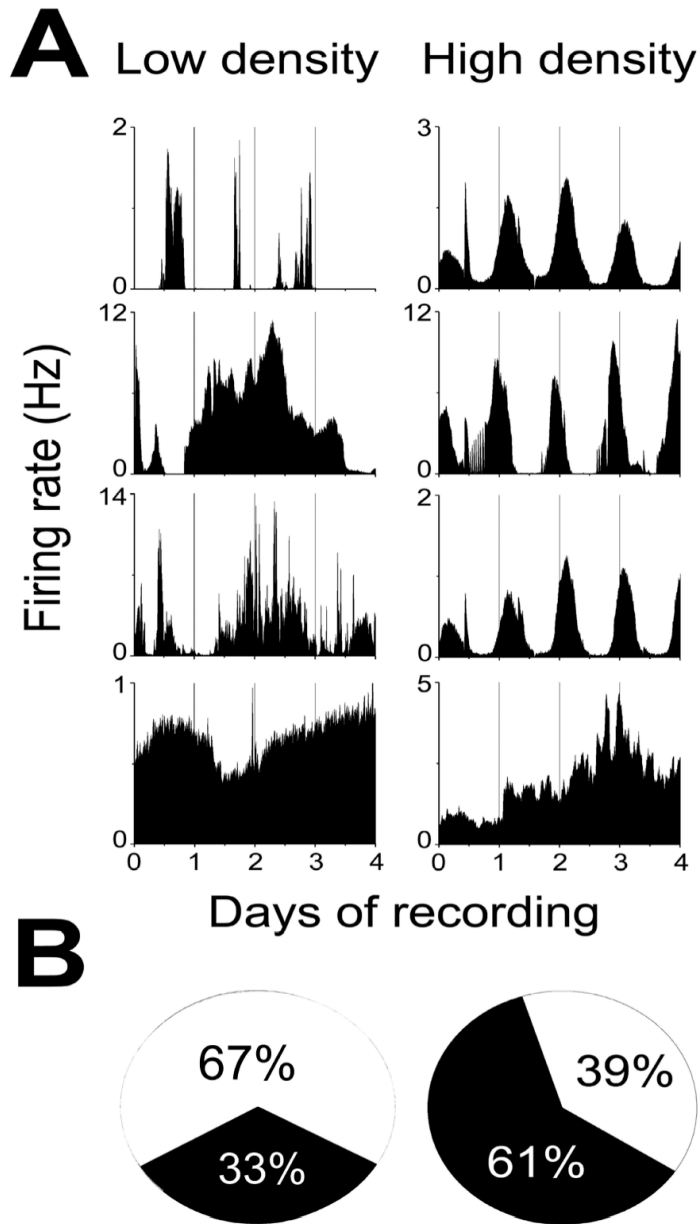 A Low density High density
2 3
0 0
12 12
0 0
14 2
0 0
1 5
0 0
0 1 2 3 4 0 1 2 3 4
Firing rate (Hz)
Days of recording
B
67% 39%
33% 61%